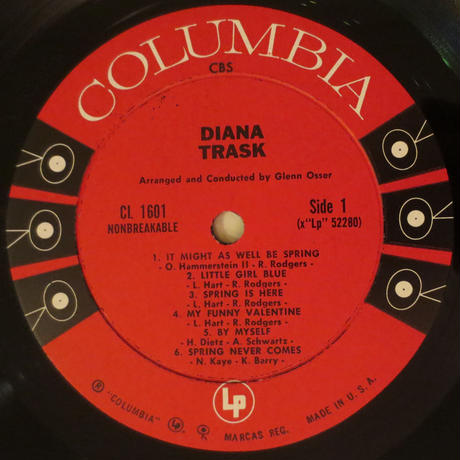 COLUMBIA
CBS
DIANA
TRASK
Arranged and Conducted by Glenn Osser
CL 1601
NONBREAKABLE
Side 1
(x"Lp" 52280)
1. IT MIGHT AS WELL BE SPRING
- O. Hammerstein II - R. Rodgers -
2. LITTLE GIRL BLUE
- L. Hart - R. Rodgers -
3. SPRING IS HERE
- L. Hart - R. Rodgers -
4. MY FUNNY VALENTINE
- L. Hart - R. Rodgers -
5. BY MYSELF
- H. Dietz - A. Schwartz -
6. SPRING NEVER COMES
- N. Kaye - K. Barry -
® "COLUMBIA"
Lp
MARCAS REG.
MADE IN U.S.A.